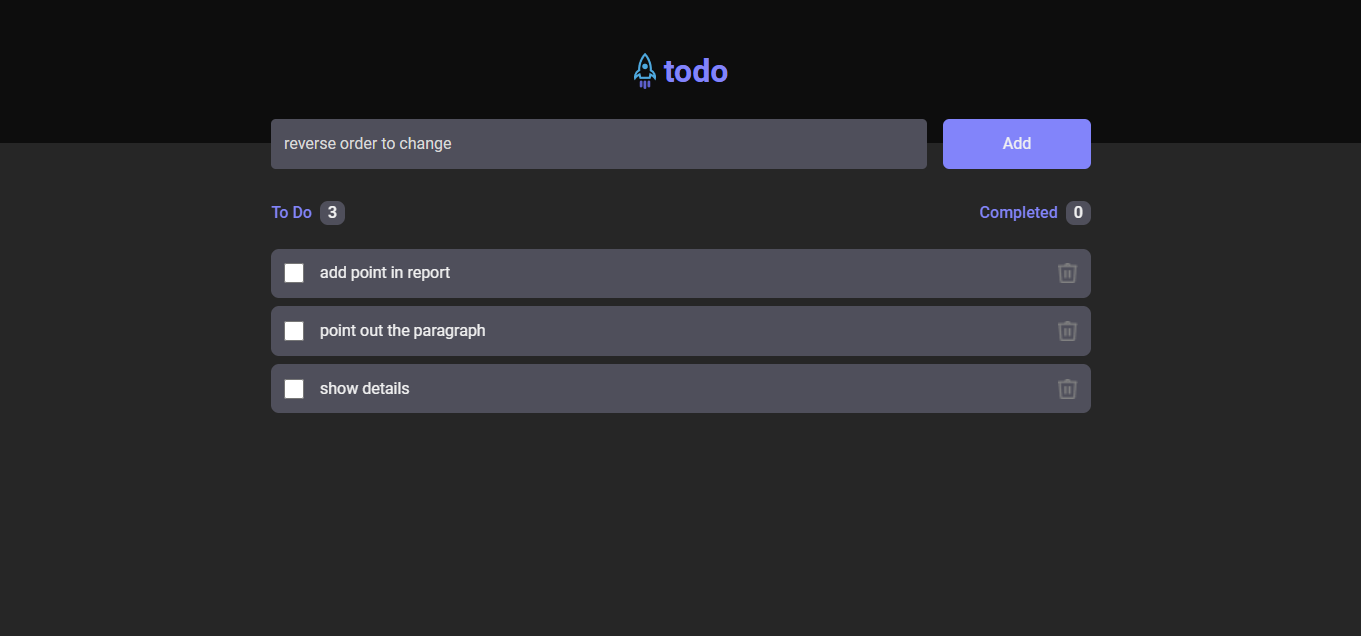 todo
reverse order to change
Add
To Do 3
Completed 0
add point in report
point out the paragraph
show details